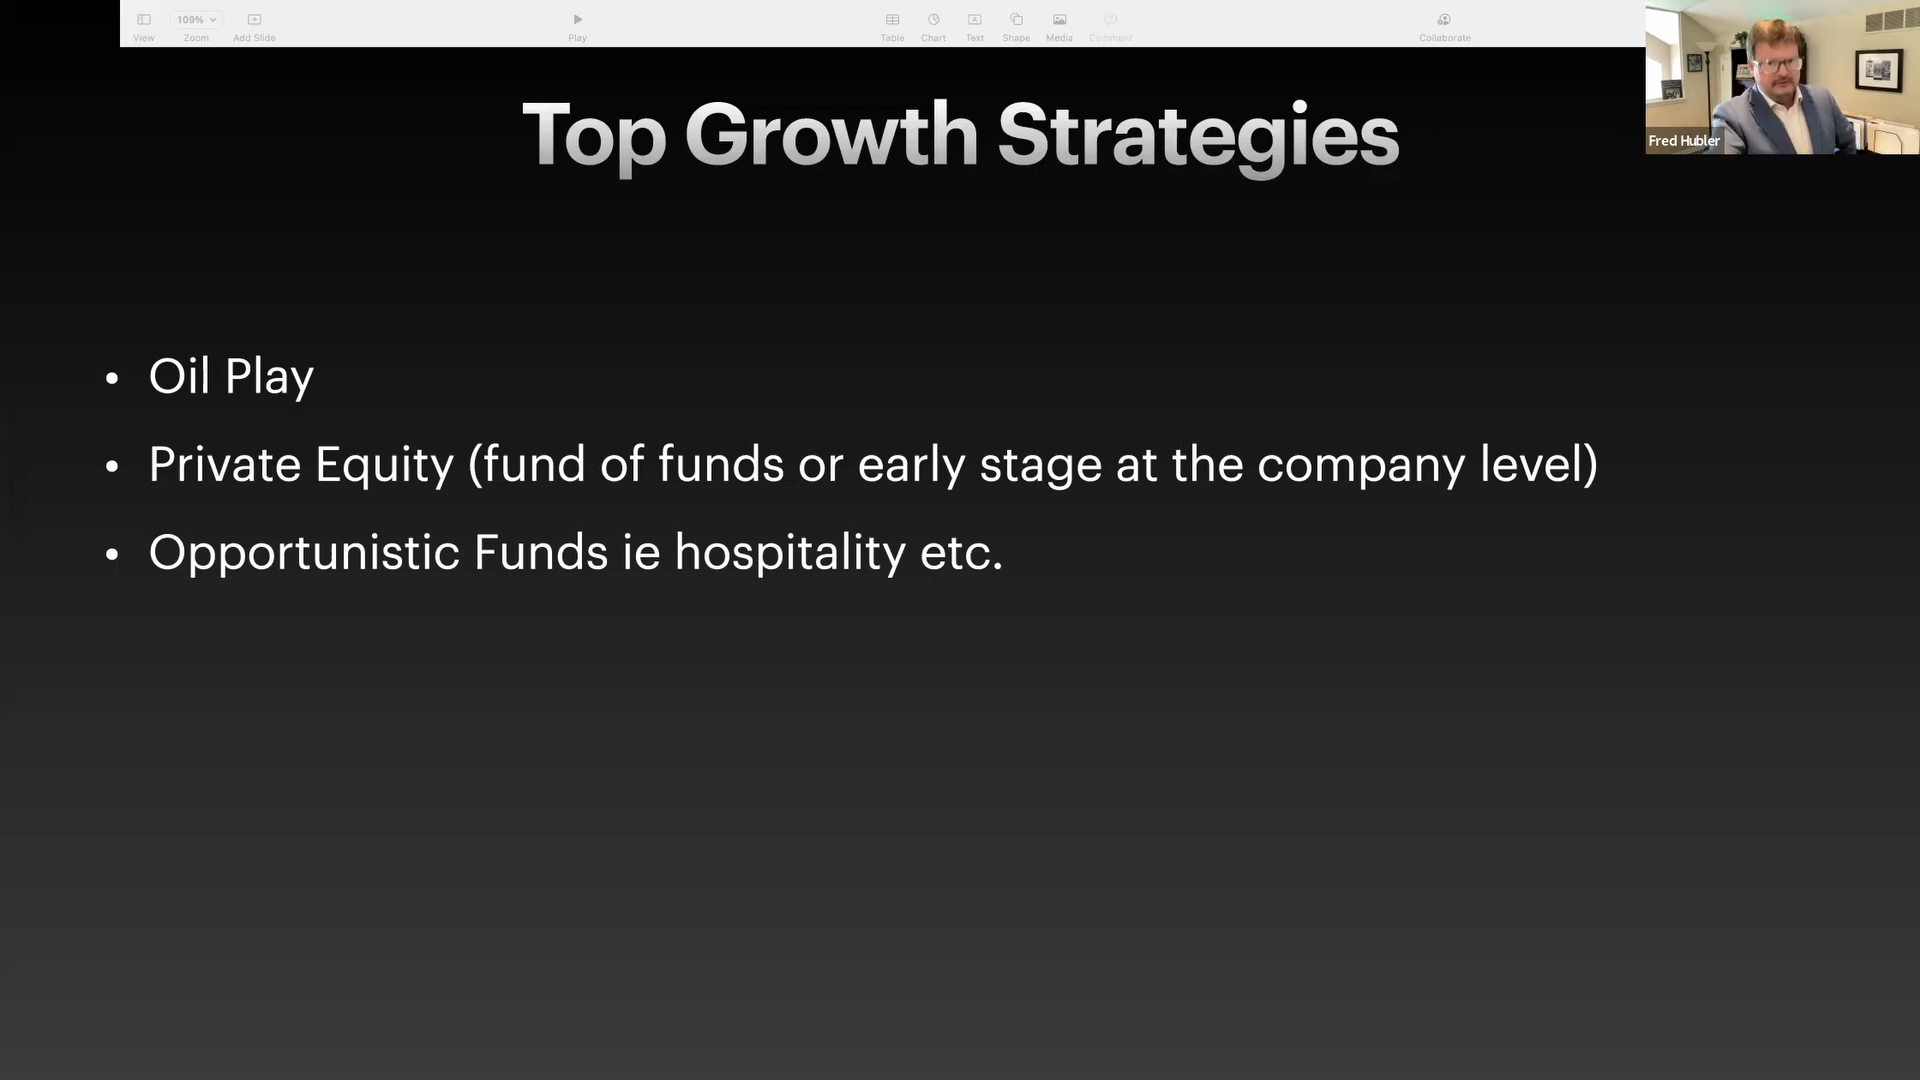 109%
View
Zoom
Add Slide
Play
Table
Chart
Text
Shape
Media
Comment
Collaborate
Fred Hubler
Top Growth Strategies
• Oil Play
• Private Equity (fund of funds or early stage at the company level)
• Opportunistic Funds ie hospitality etc.